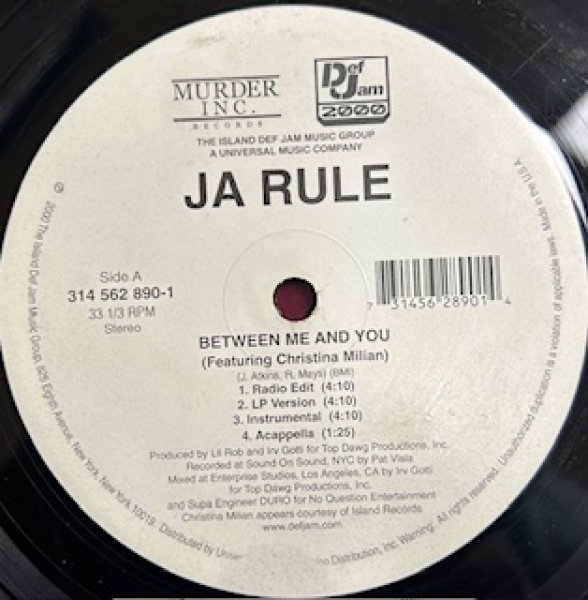 MURDER
INC.
RECORDS
Def
Jam
2000
THE ISLAND DEF JAM MUSIC GROUP
A UNIVERSAL MUSIC COMPANY
JA RULE
Side A
314 562 890-1
33 1/3 RPM
Stereo
7 31456 28901 4
BETWEEN ME AND YOU
(Featuring Christina Milian)
(J. Atkins, R. Mays) (BMI)
1. Radio Edit (4:10)
2. LP Version (4:10)
3. Instrumental (4:10)
4. Acappella (1:25)
Produced by Lil Rob and Irv Gotti for Top Dawg Productions, Inc.
Recorded at Sound On Sound, NYC by Pat Viala
Mixed at Enterprise Studios, Los Angeles, CA by Irv Gotti
for Top Dawg Productions, Inc.
and Supa Engineer DURO for No Question Entertainment
Christina Milian appears courtesy of Island Records
www.defjam.com
℗ 2000 The Island Def Jam Music Group, 825 Eighth Avenue, New York, New York 10019. Distributed by Distribution, Inc. Warning. All rights reserved. Unauthorized duplication is a violation of applicable laws. Made in the U.S.A